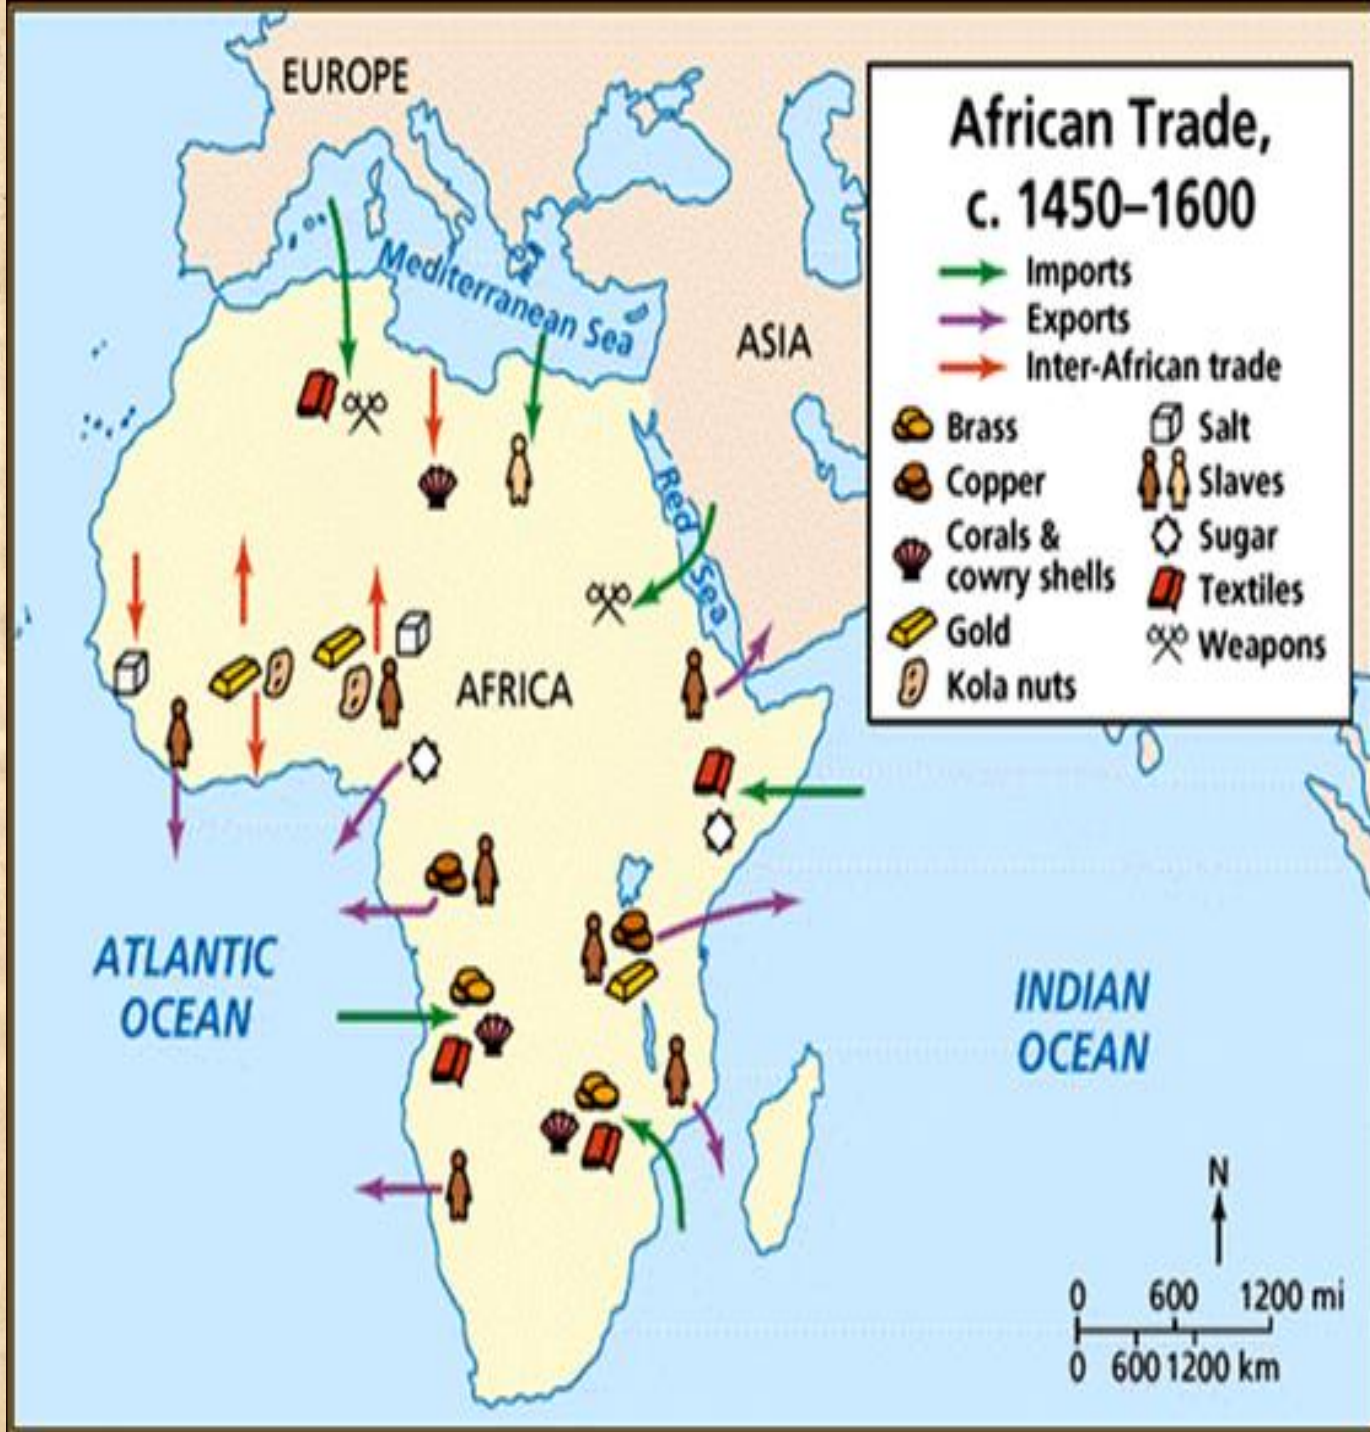 EUROPE
Mediterranean Sea
ASIA
Red Sea
AFRICA
ATLANTIC
OCEAN
INDIAN
OCEAN
African Trade,
c. 1450–1600
Imports
Exports
Inter-African trade
Brass
Copper
Corals &
cowry shells
Gold
Kola nuts
Salt
Slaves
Sugar
Textiles
Weapons
N
0 600 1200 mi
0 600 1200 km